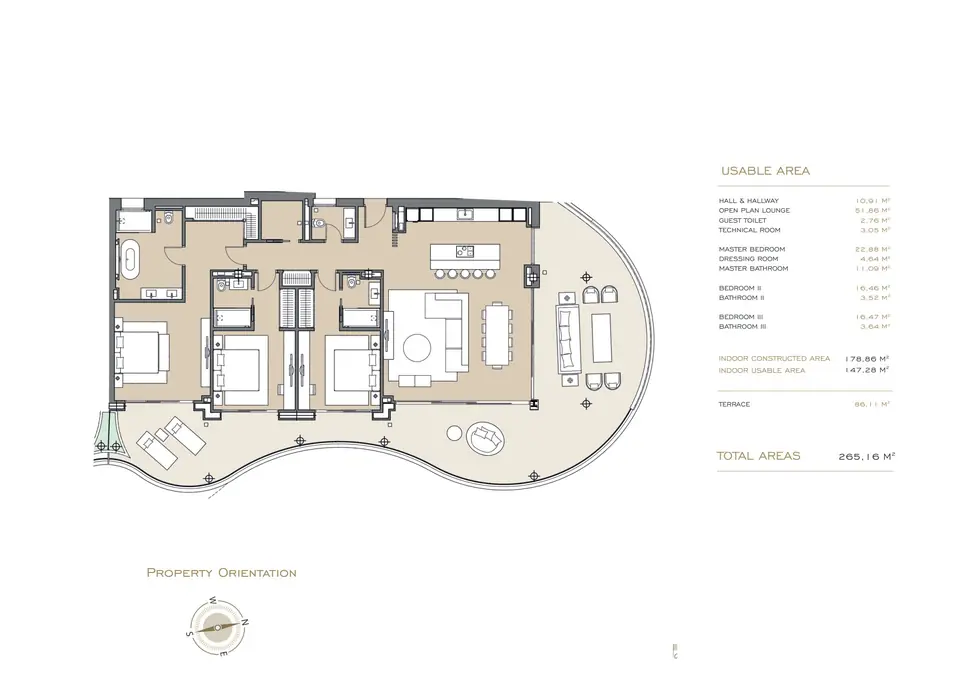 USABLE AREA
HALL & HALLWAY 10,91 M²
OPEN PLAN LOUNGE 51,86 M²
GUEST TOILET 2,76 M²
TECHNICAL ROOM 3,05 M²
MASTER BEDROOM 22,88 M²
DRESSING ROOM 4,64 M²
MASTER BATHROOM 11,09 M²
BEDROOM II 16,46 M²
BATHROOM II 3,52 M²
BEDROOM III 16,47 M²
BATHROOM III 3,64 M²
INDOOR CONSTRUCTED AREA 178,86 M²
INDOOR USABLE AREA 147,28 M²
TERRACE 86,11 M²
TOTAL AREAS 265,16 M²
PROPERTY ORIENTATION
W
N
S
E